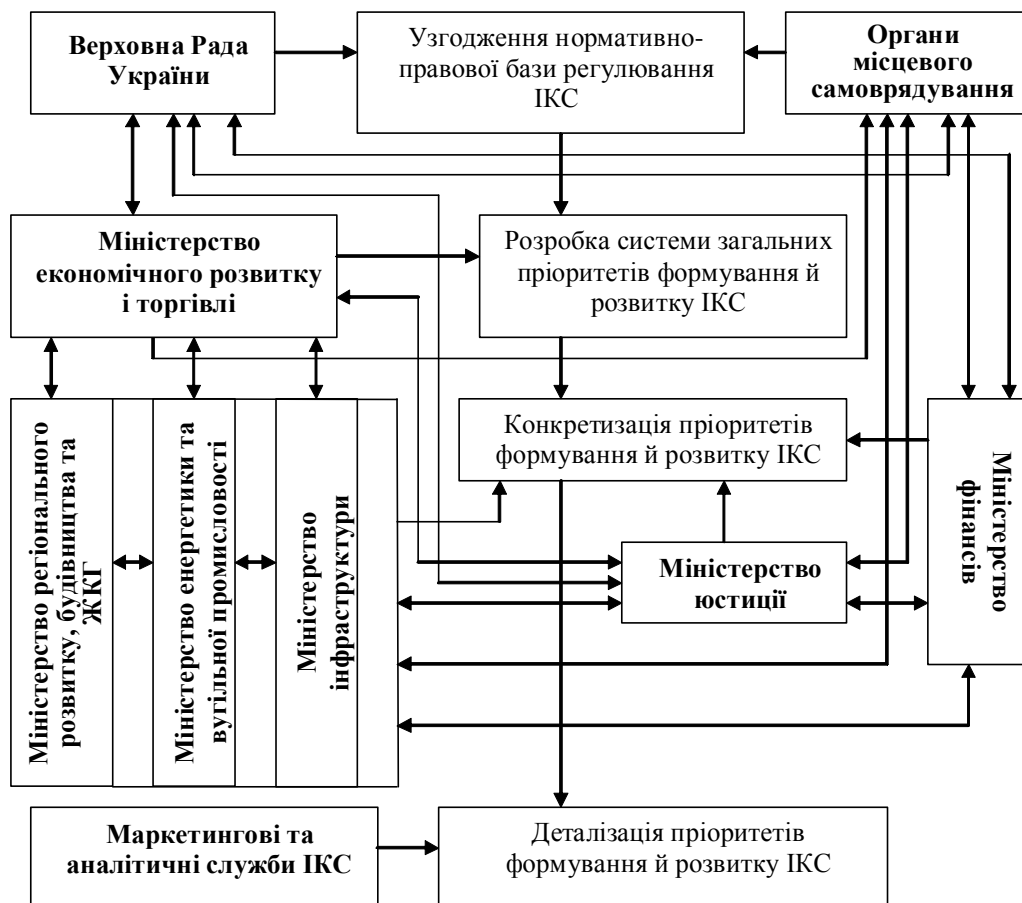 Верховна Рада
України
Узгодження нормативно-
правової бази регулювання
ІКС
Органи
місцевого
самоврядування
Міністерство
економічного розвитку
і торгівлі
Розробка системи загальних
пріоритетів формування й
розвитку ІКС
Міністерство регіонального
розвитку, будівництва та
ЖКГ
Міністерство енергетики та
вугільної промисловості
Міністерство
інфраструктури
Конкретизація пріоритетів
формування й розвитку ІКС
Міністерство
юстиції
Міністерство
фінансів
Маркетингові та
аналітичні служби ІКС
Деталізація пріоритетів
формування й розвитку ІКС